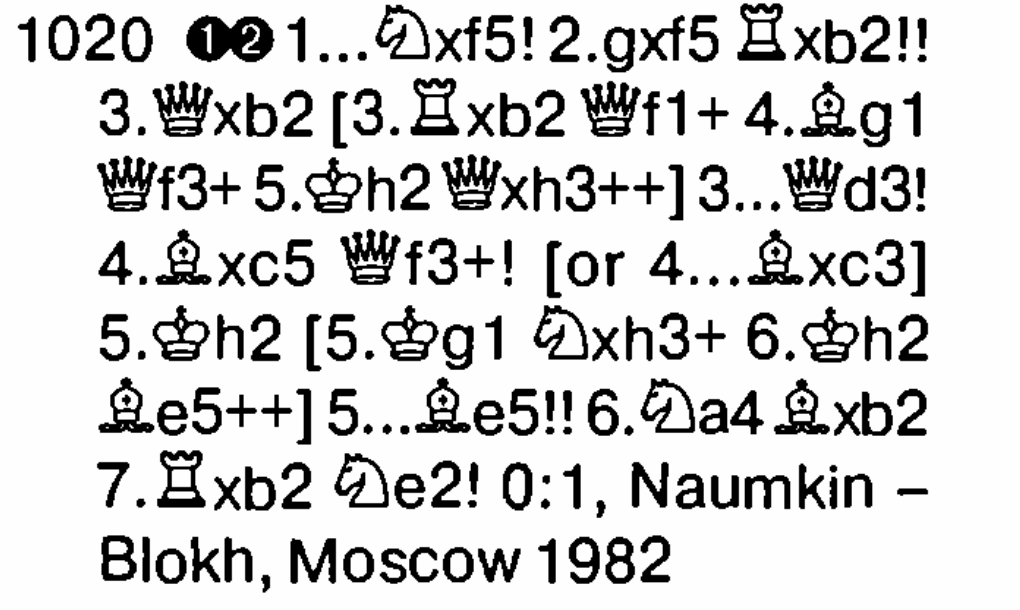 1020 ❶❷ 1...♘xf5! 2.gxf5 ♖xb2!!
3.♕xb2 [3.♖xb2 ♕f1+ 4.♗g1
♕f3+ 5.♔h2 ♕xh3++] 3...♕d3!
4.♗xc5 ♕f3+! [or 4...♗xc3]
5.♔h2 [5.♔g1 ♘xh3+ 6.♔h2
♗e5++] 5...♗e5!! 6.♘a4 ♗xb2
7.♖xb2 ♘e2! 0:1, Naumkin –
Blokh, Moscow 1982